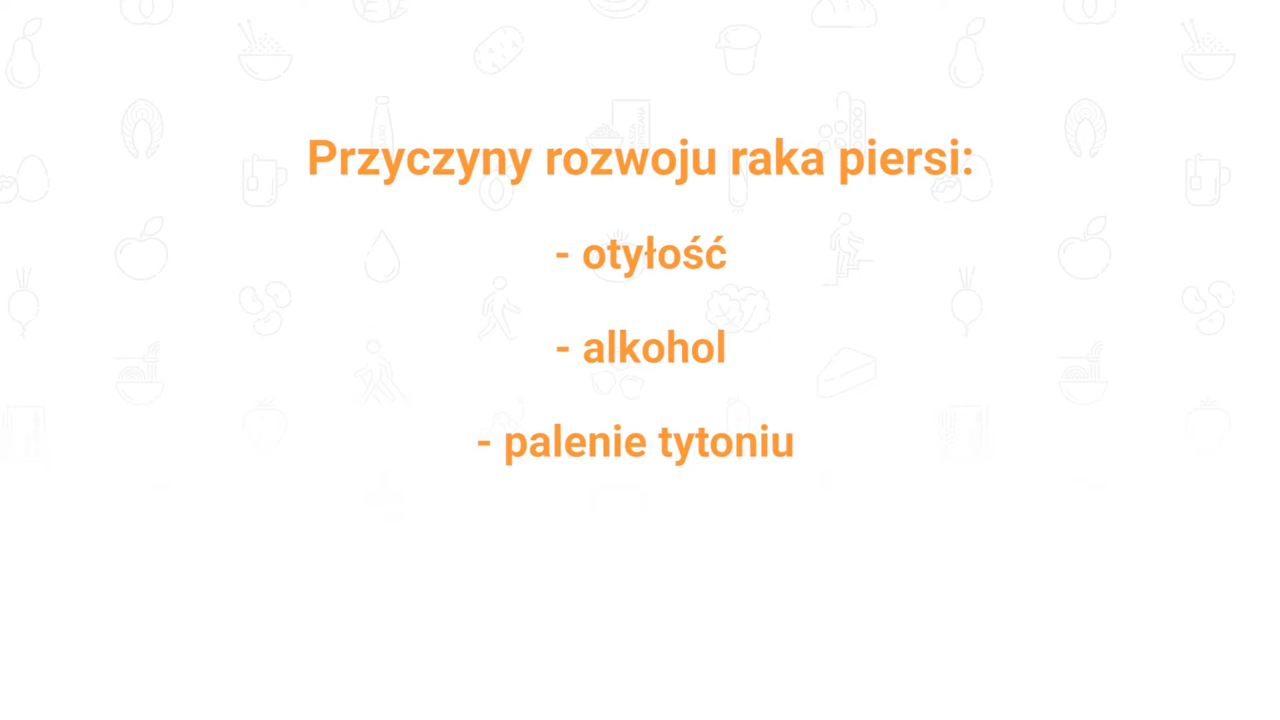 Przyczyny rozwoju raka piersi:
- otyłość
- alkohol
- palenie tytoniu